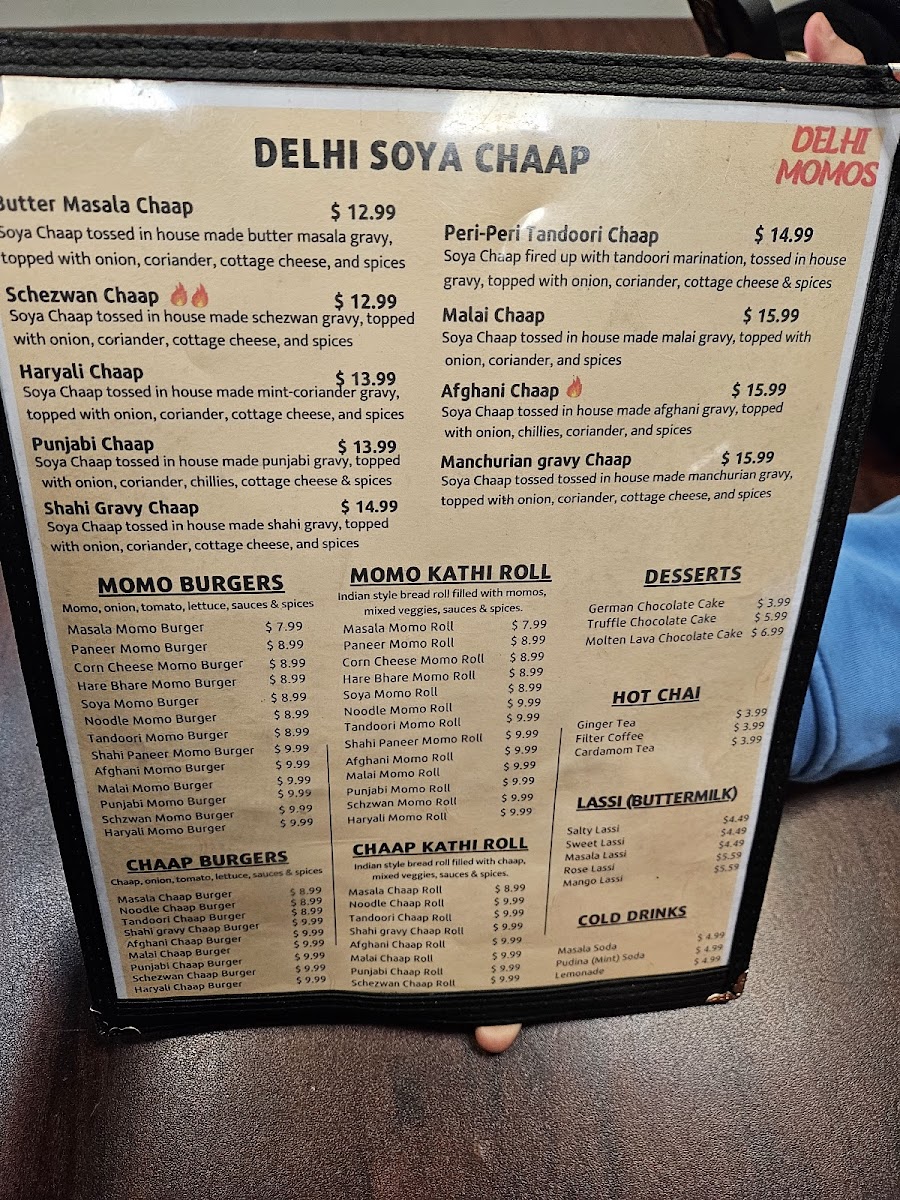 DELHI SOYA CHAAP
DELHI
MOMOS
Butter Masala Chaap $ 12.99
Soya Chaap tossed in house made butter masala gravy,
topped with onion, coriander, cottage cheese, and spices
Schezwan Chaap 🔥🔥 $ 12.99
Soya Chaap tossed in house made schezwan gravy, topped
with onion, coriander, cottage cheese, and spices
Haryali Chaap $ 13.99
Soya Chaap tossed in house made mint-coriander gravy,
topped with onion, coriander, cottage cheese, and spices
Punjabi Chaap $ 13.99
Soya Chaap tossed in house made punjabi gravy, topped
with onion, coriander, chillies, cottage cheese & spices
Shahi Gravy Chaap $ 14.99
Soya Chaap tossed in house made shahi gravy, topped
with onion, coriander, cottage cheese, and spices
Peri-Peri Tandoori Chaap $ 14.99
Soya Chaap fired up with tandoori marination, tossed in house
gravy, topped with onion, coriander, cottage cheese & spices
Malai Chaap $ 15.99
Soya Chaap tossed in house made malai gravy, topped with
onion, coriander, and spices
Afghani Chaap 🔥 $ 15.99
Soya Chaap tossed in house made afghani gravy, topped
with onion, chillies, coriander, and spices
Manchurian gravy Chaap $ 15.99
Soya Chaap tossed tossed in house made manchurian gravy,
topped with onion, coriander, cottage cheese, and spices
MOMO BURGERS
Momo, onion, tomato, lettuce, sauces & spices
Masala Momo Burger $ 7.99
Paneer Momo Burger $ 8.99
Corn Cheese Momo Burger $ 8.99
Hare Bhare Momo Burger $ 8.99
Soya Momo Burger $ 8.99
Noodle Momo Burger $ 8.99
Tandoori Momo Burger $ 8.99
Shahi Paneer Momo Burger $ 9.99
Afghani Momo Burger $ 9.99
Malai Momo Burger $ 9.99
Punjabi Momo Burger $ 9.99
Schzwan Momo Burger $ 9.99
Haryali Momo Burger $ 9.99
CHAAP BURGERS
Chaap, onion, tomato, lettuce, sauces & spices
Masala Chaap Burger $ 8.99
Noodle Chaap Burger $ 8.99
Tandoori Chaap Burger $ 8.99
Shahi gravy Chaap Burger $ 9.99
Afghani Chaap Burger $ 9.99
Malai Chaap Burger $ 9.99
Punjabi Chaap Burger $ 9.99
Schezwan Chaap Burger $ 9.99
Haryali Chaap Burger $ 9.99
MOMO KATHI ROLL
Indian style bread roll filled with momos,
mixed veggies, sauces & spices.
Masala Momo Roll $ 7.99
Paneer Momo Roll $ 8.99
Corn Cheese Momo Roll $ 8.99
Hare Bhare Momo Roll $ 8.99
Soya Momo Roll $ 8.99
Noodle Momo Roll $ 9.99
Tandoori Momo Roll $ 9.99
Shahi Paneer Momo Roll $ 9.99
Afghani Momo Roll $ 9.99
Malai Momo Roll $ 9.99
Punjabi Momo Roll $ 9.99
Schzwan Momo Roll $ 9.99
Haryali Momo Roll $ 9.99
CHAAP KATHI ROLL
Indian style bread roll filled with chaap,
mixed veggies, sauces & spices.
Masala Chaap Roll $ 8.99
Noodle Chaap Roll $ 9.99
Tandoori Chaap Roll $ 9.99
Shahi gravy Chaap Roll $ 9.99
Afghani Chaap Roll $ 9.99
Malai Chaap Roll $ 9.99
Punjabi Chaap Roll $ 9.99
Schezwan Chaap Roll $ 9.99
DESSERTS
German Chocolate Cake $ 3.99
Truffle Chocolate Cake $ 5.99
Molten Lava Chocolate Cake $ 6.99
HOT CHAI
Ginger Tea $ 3.99
Filter Coffee $ 3.99
Cardamom Tea $ 3.99
LASSI (BUTTERMILK)
Salty Lassi $4.49
Sweet Lassi $4.49
Masala Lassi $4.49
Rose Lassi $5.59
Mango Lassi $5.59
COLD DRINKS
Masala Soda $ 4.99
Pudina (Mint) Soda $ 4.99
Lemonade $ 4.99